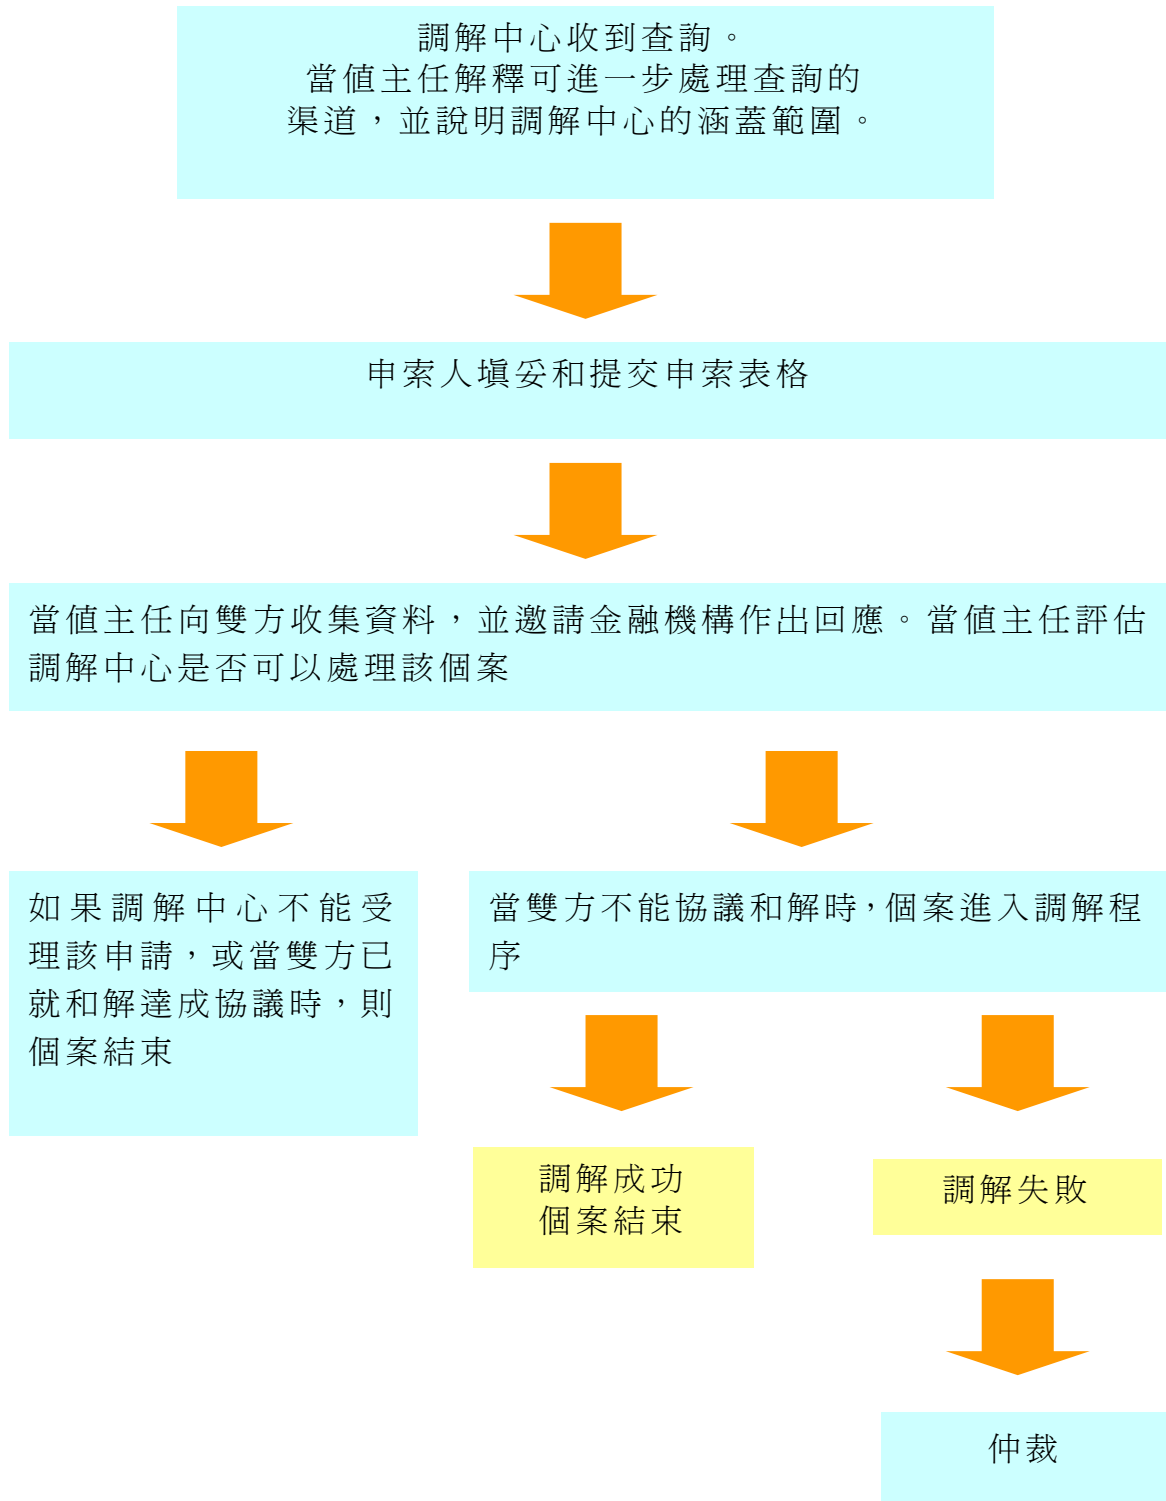 調解中心收到查詢。
當值主任解釋可進一步處理查詢的
渠道，並說明調解中心的涵蓋範圍。
申索人填妥和提交申索表格
當值主任向雙方收集資料，並邀請金融機構作出回應。當值主任評估
調解中心是否可以處理該個案
如果調解中心不能受
理該申請，或當雙方已
就和解達成協議時，則
個案結束
當雙方不能協議和解時，個案進入調解程
序
調解成功
個案結束
調解失敗
仲裁